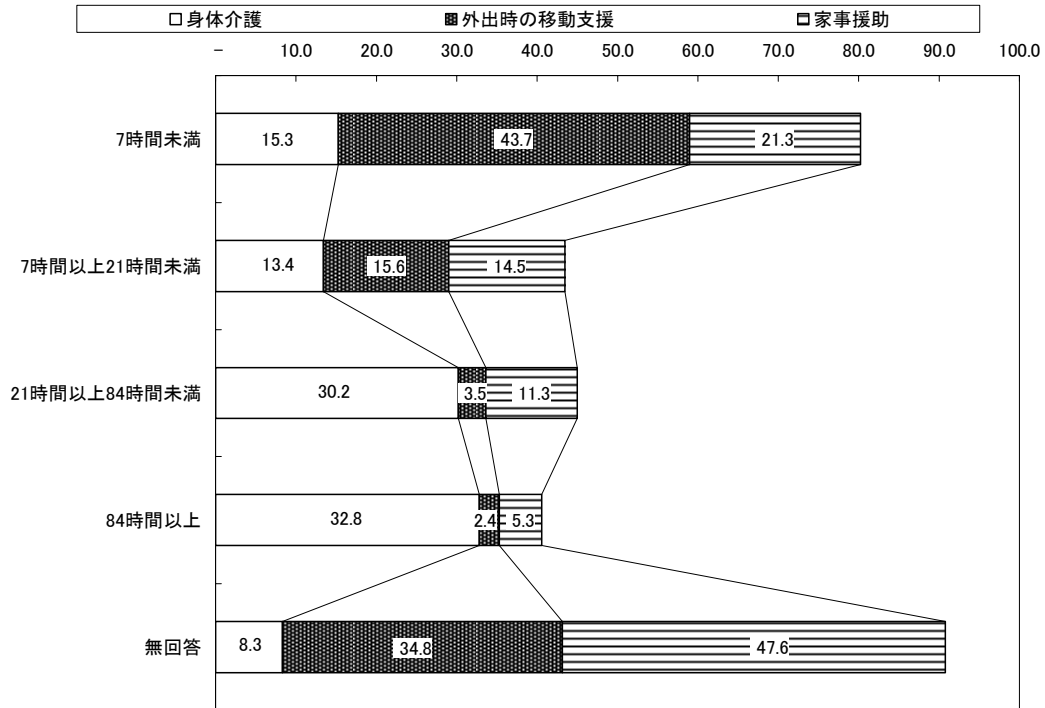 □身体介護 外出時の移動支援 家事援助
− 10.0 20.0 30.0 40.0 50.0 60.0 70.0 80.0 90.0 100.0
7時間未満 15.3 43.7 21.3
7時間以上21時間未満 13.4 15.6 14.5
21時間以上84時間未満 30.2 3.5 11.3
84時間以上 32.8 2.4 5.3
無回答 8.3 34.8 47.6